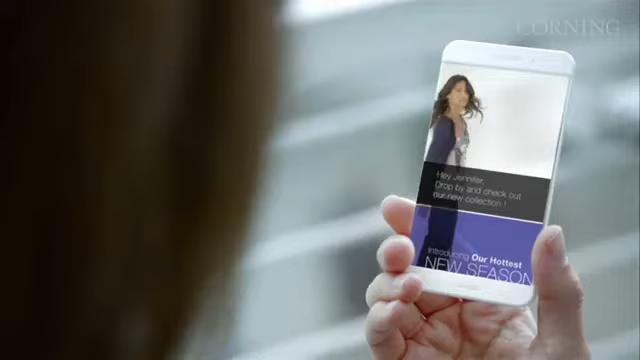 CORNING
Hey Jennifer,
Drop by and check out
our new collection !
Introducing Our Hottest
NEW SEASON